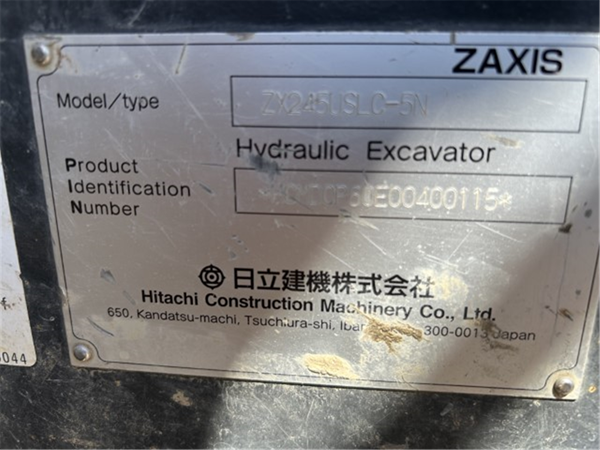 ZAXIS
Model/type ZX245USLC-5N
Hydraulic Excavator
Product
Identification
Number
日立建機株式会社
Hitachi Construction Machinery Co., Ltd.
650, Kandatsu-machi, Tsuchiura-shi, 300-0013 Japan
044